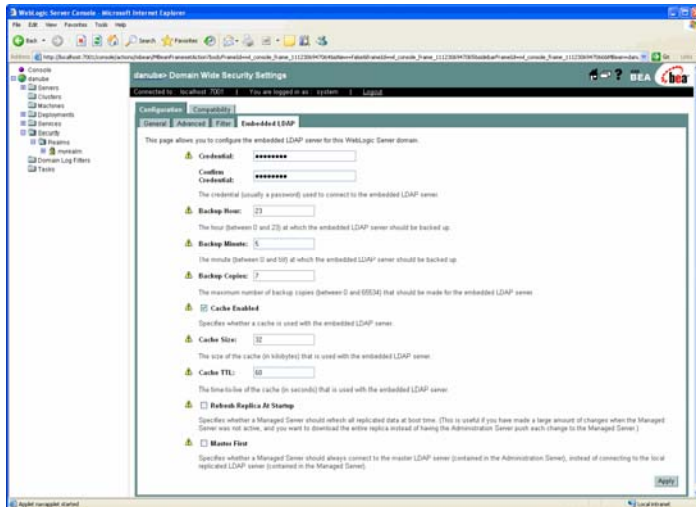 WebLogic Server Console - Microsoft Internet Explorer
File Edit View Favorites Tools Help
Back Search Favorites
Address
Go Links
Console
danube
Servers
Clusters
Machines
Deployments
Services
Security
Realms
myrealm
Domain Log Filters
Tasks
danube> Domain Wide Security Settings
? BEA bea
Connected to: localhost:7001 | You are logged in as: system | Logout
Configuration Compatibility
General Advanced Filter Embedded LDAP
This page allows you to configure the embedded LDAP server for this WebLogic Server domain.
Credential: ••••••••
Confirm Credential: ••••••••
The credential (usually a password) used to connect to the embedded LDAP server.
Backup Hour: 23
The hour (between 0 and 23) at which the embedded LDAP server should be backed up.
Backup Minute: 5
The minute (between 0 and 59) at which the embedded LDAP server should be backed up.
Backup Copies: 7
The maximum number of backup copies (between 0 and 65534) that should be made for the embedded LDAP server.
Cache Enabled
Specifies whether a cache is used with the embedded LDAP server.
Cache Size: 32
The size of the cache (in kilobytes) that is used with the embedded LDAP server.
Cache TTL: 60
The time-to-live of the cache (in seconds) that is used with the embedded LDAP server.
Refresh Replica At Startup
Specifies whether a Managed Server should refresh all replicated data at boot time. (This is useful if you have made a large amount of changes when the Managed
Server was not active, and you want to download the entire replica instead of having the Administration Server push each change to the Managed Server.)
Master First
Specifies whether a Managed Server should always connect to the master LDAP server (contained in the Administration Server), instead of connecting to the local
replicated LDAP server (contained in the Managed Server).
Apply
Applet navapplet started
Local intranet